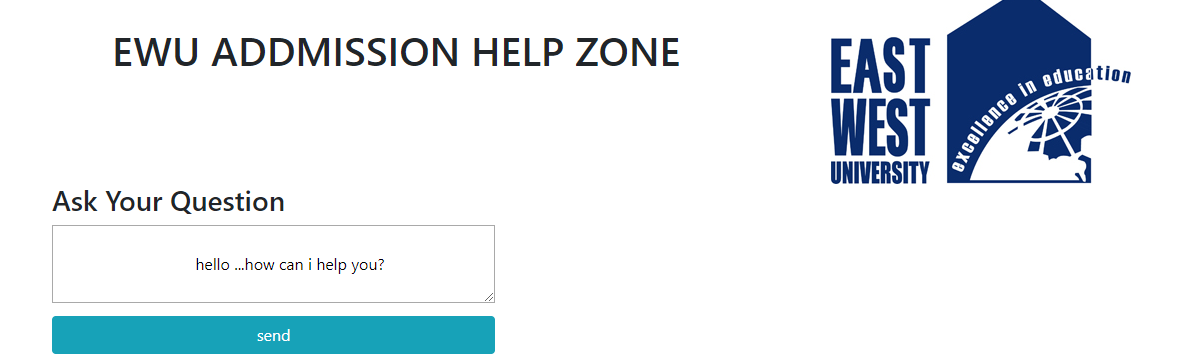 EWU ADDMISSION HELP ZONE
EAST
WEST
UNIVERSITY
excellence in education
Ask Your Question
hello ...how can i help you?
send